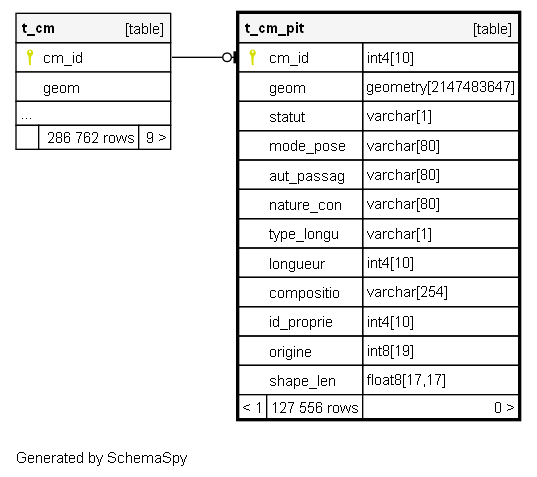 t_cm [table]
cm_id
geom
...
286 762 rows 9 >
t_cm_pit [table]
cm_id int4[10]
geom geometry[2147483647]
statut varchar[1]
mode_pose varchar[80]
aut_passag varchar[80]
nature_con varchar[80]
type_longu varchar[1]
longueur int4[10]
compositio varchar[254]
id_proprie int4[10]
origine int8[19]
shape_len float8[17,17]
< 1 127 556 rows 0 >
Generated by SchemaSpy